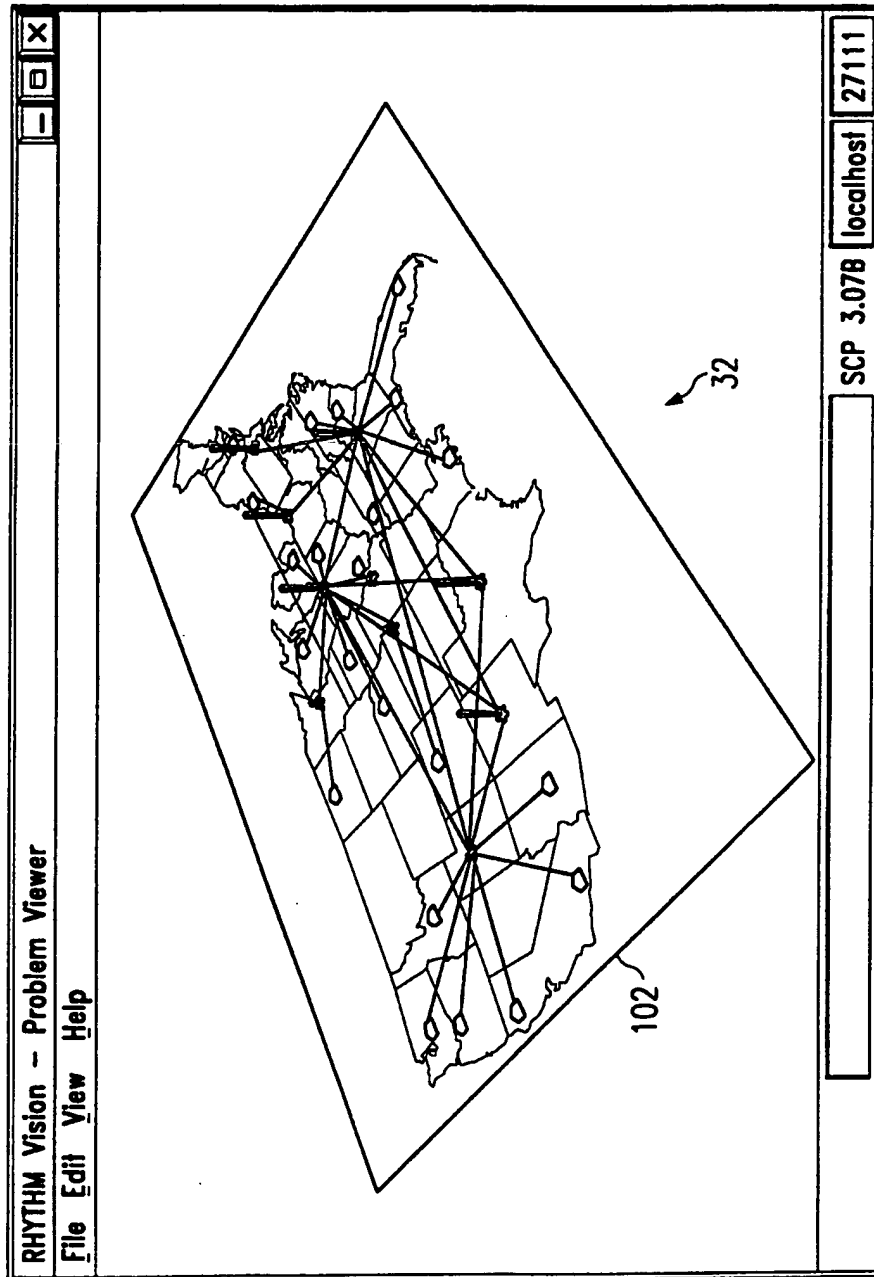 RHYTHM Vision – Problem Viewer
File Edit View Help
32
102
SCP 3.07B localhost 27111